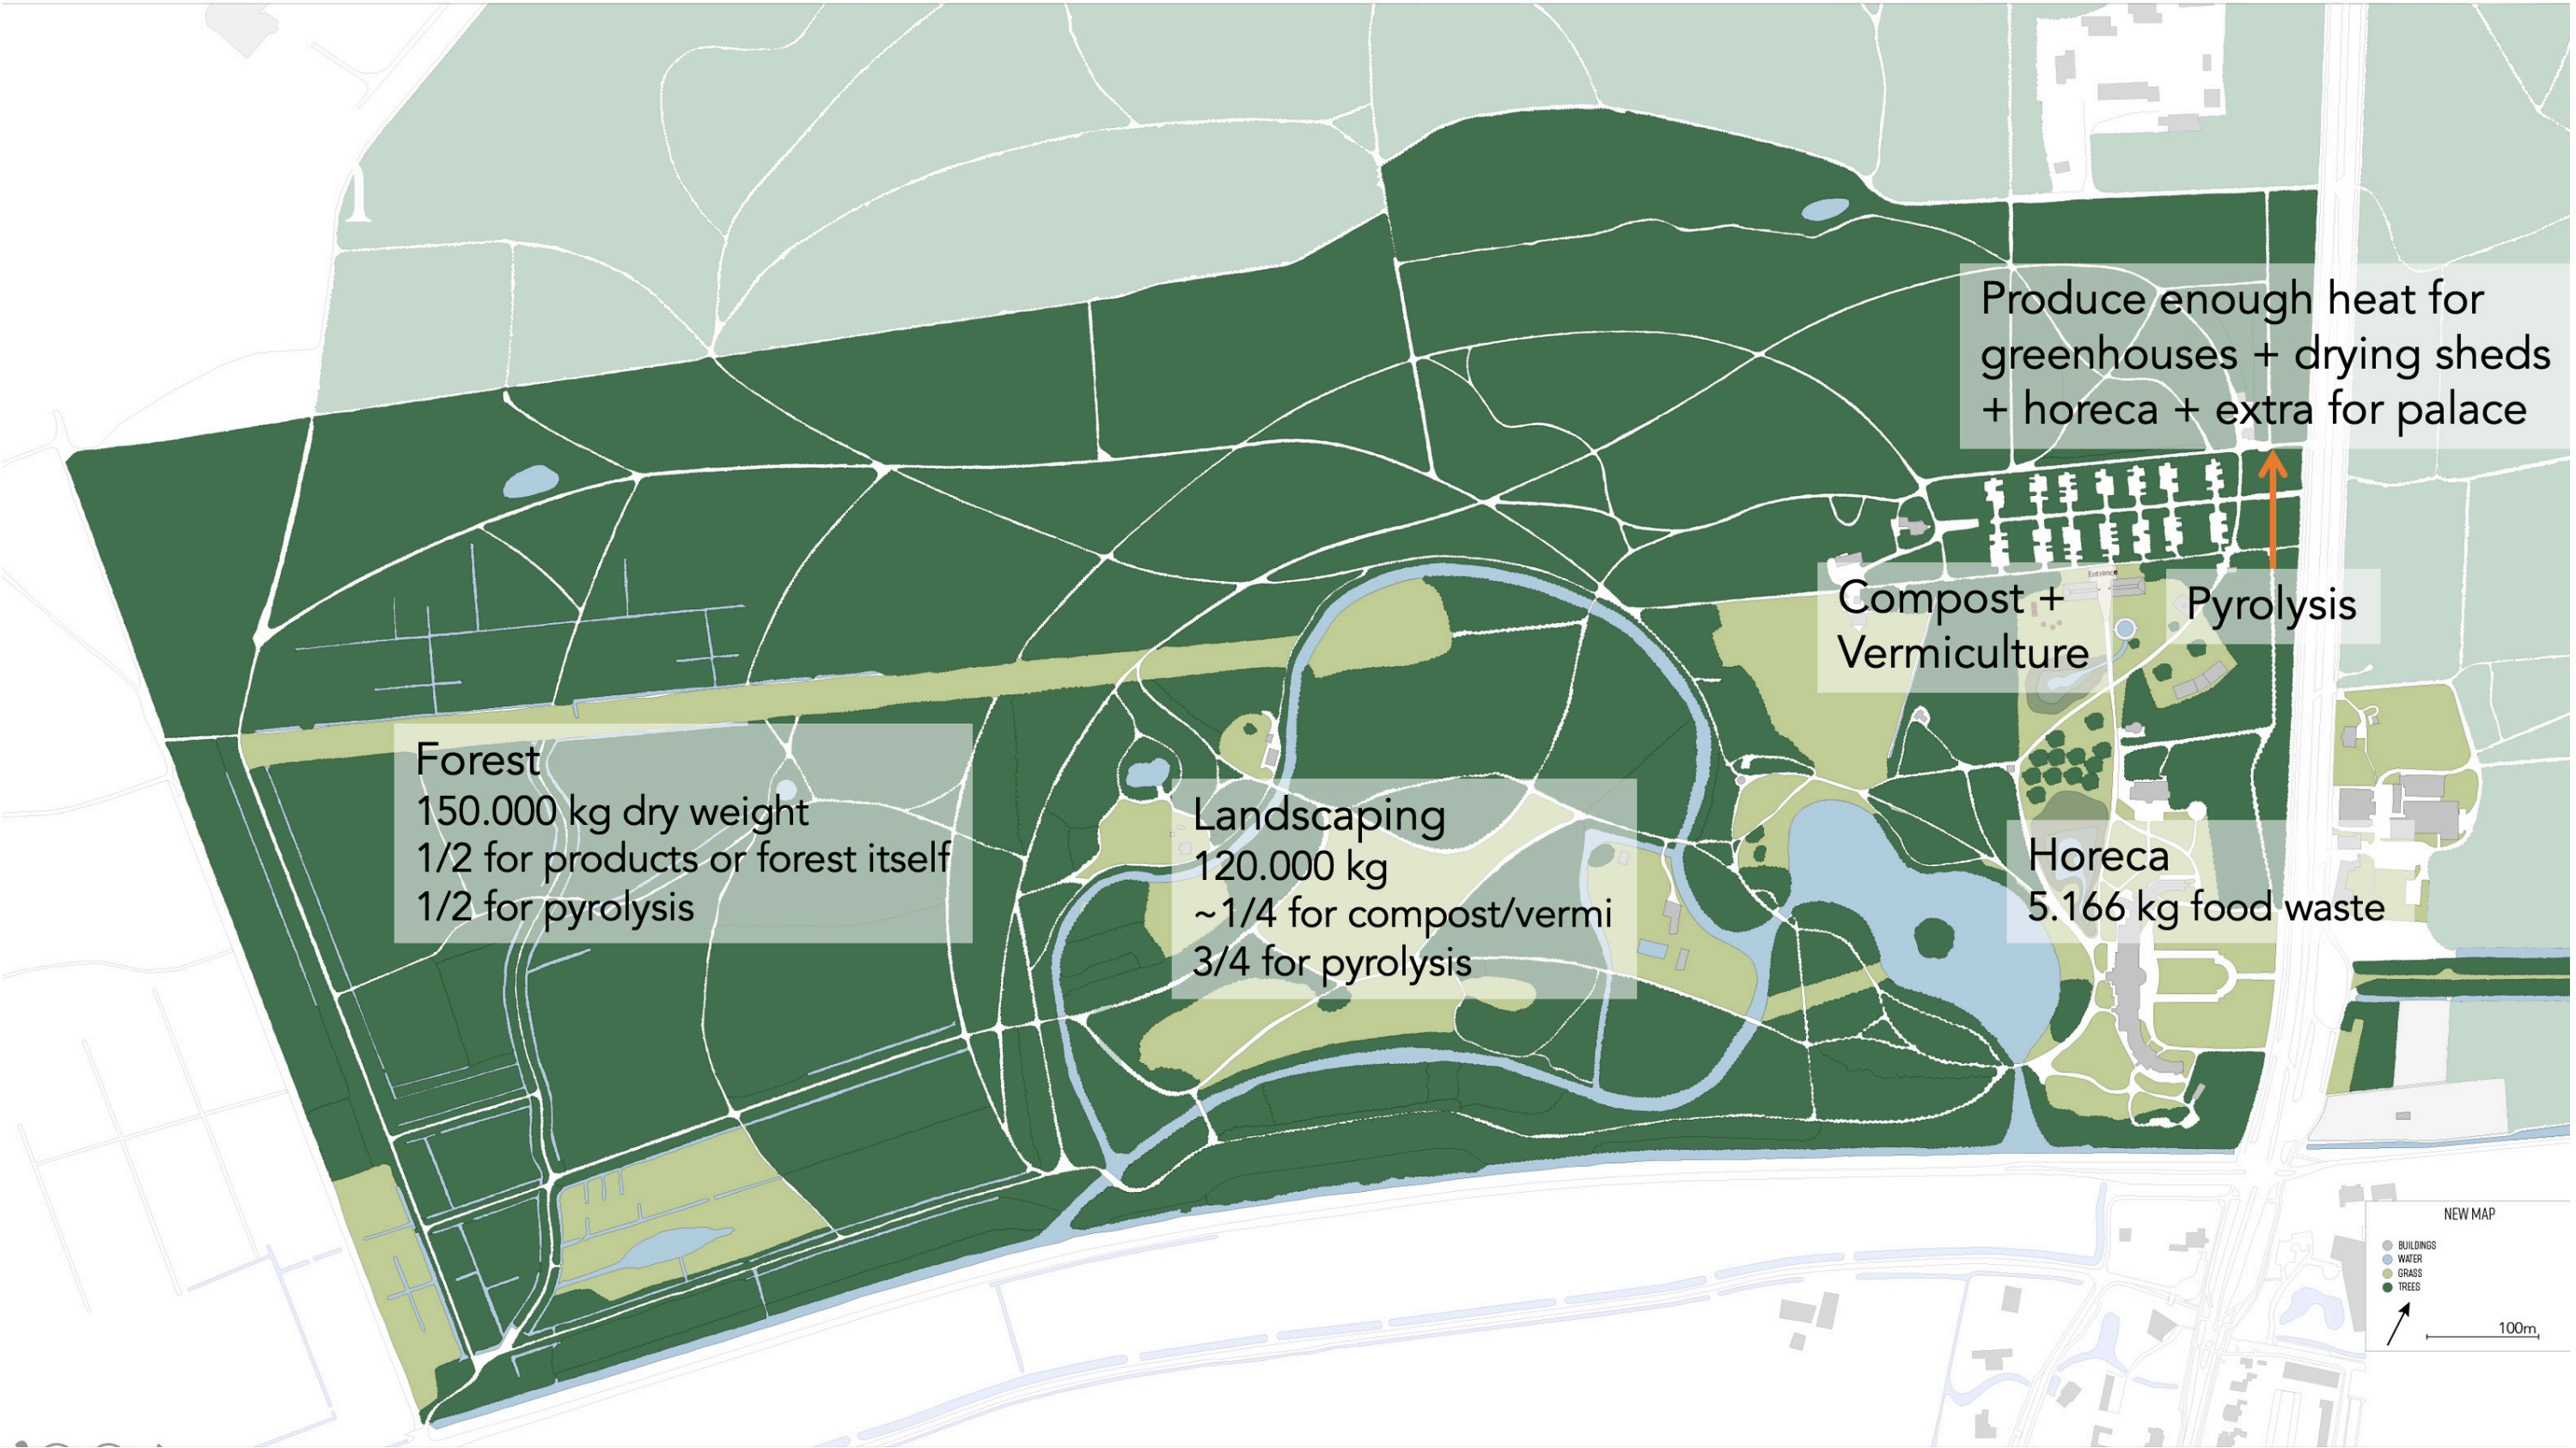 Produce enough heat for
greenhouses + drying sheds
+ horeca + extra for palace
Entrance
Compost +
Vermiculture
Pyrolysis
Forest
150.000 kg dry weight
1/2 for products or forest itself
1/2 for pyrolysis
Landscaping
120.000 kg
~1/4 for compost/vermi
3/4 for pyrolysis
Horeca
5.166 kg food waste
NEW MAP
BUILDINGS
WATER
GRASS
TREES
100m